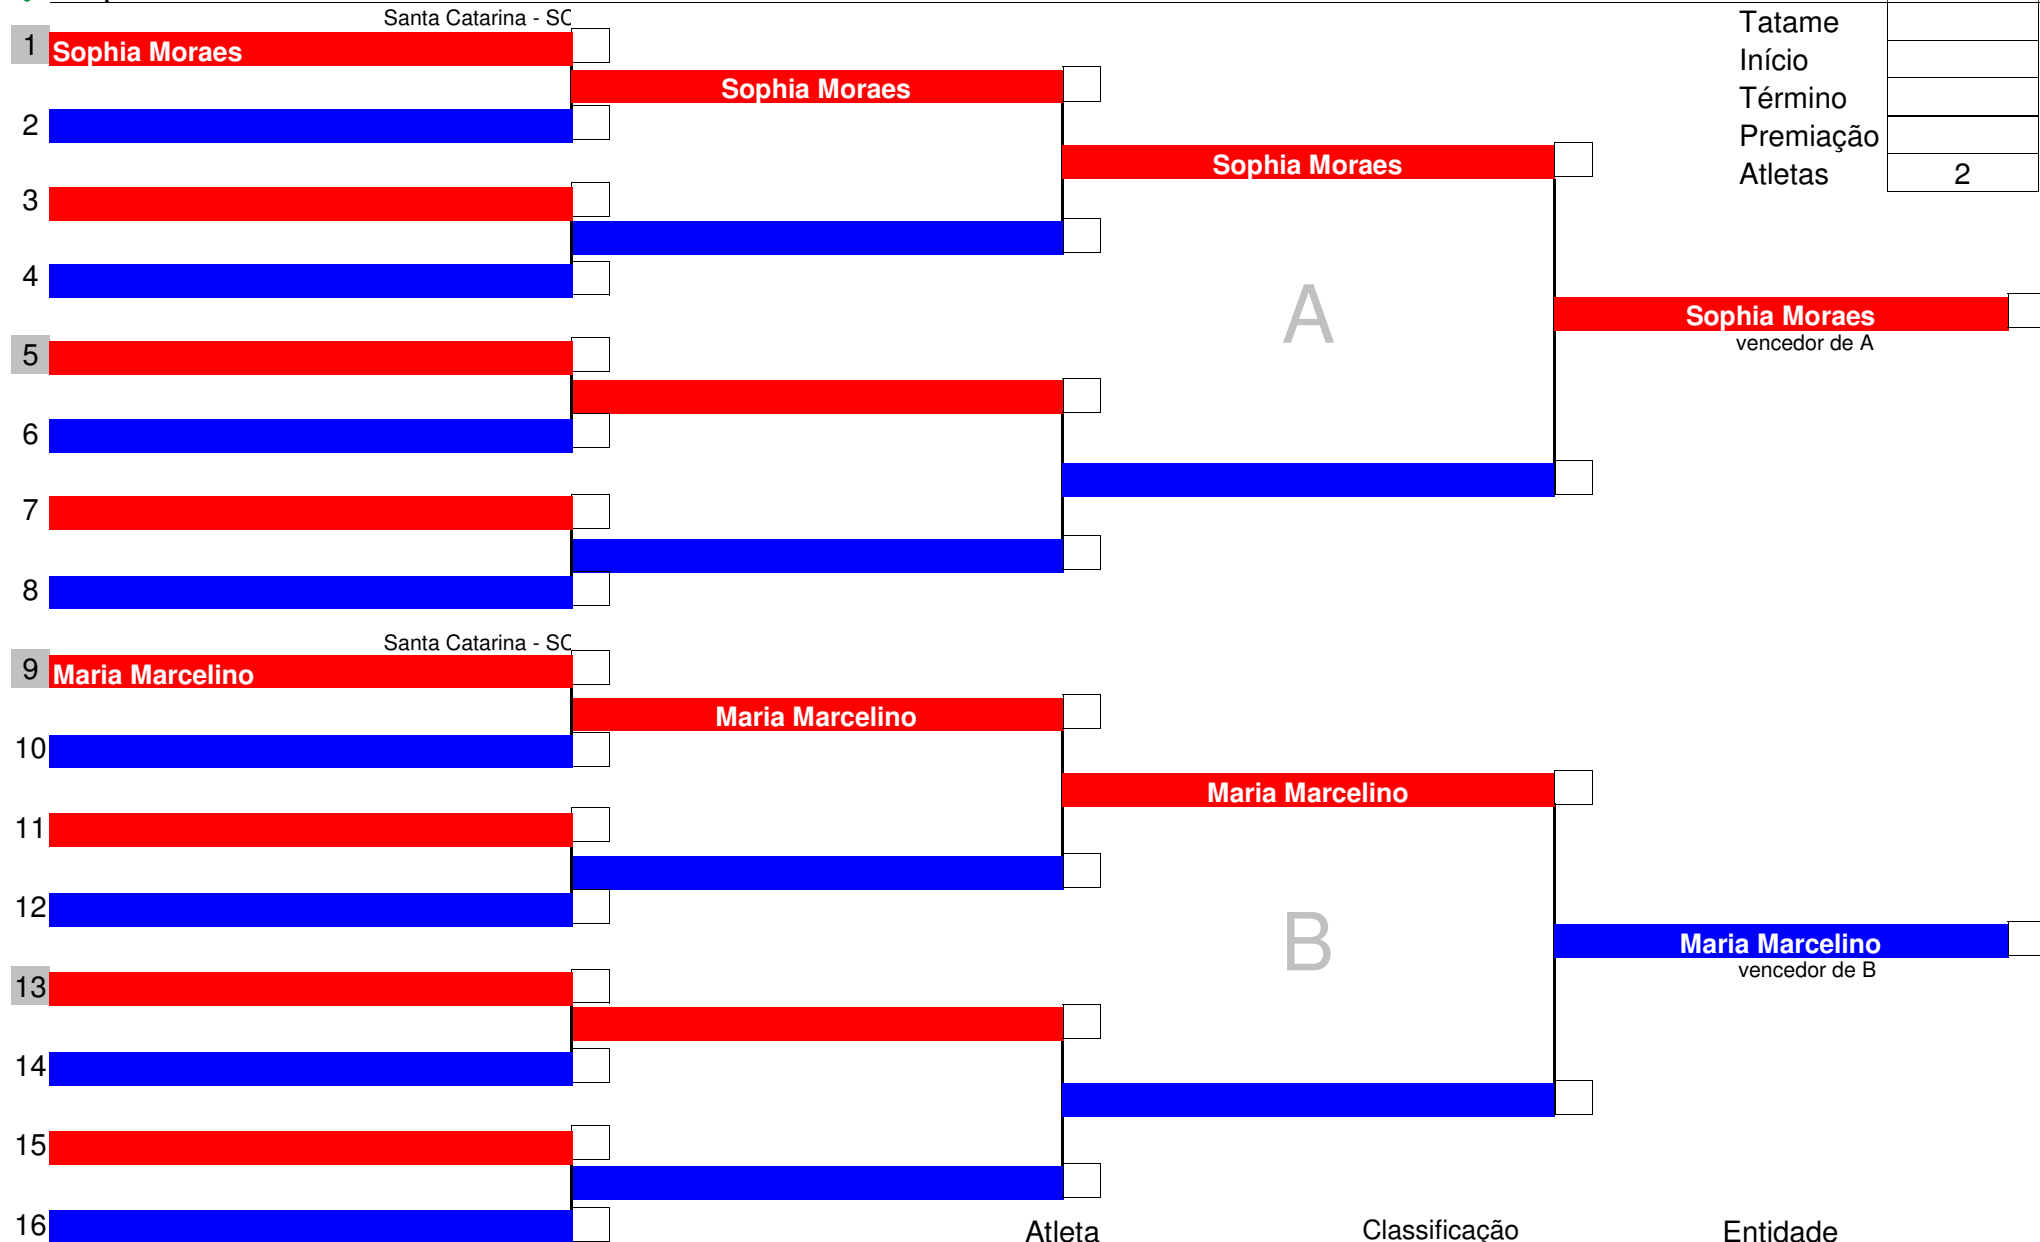 Santa Catarina - SC
Tatame
1 Sophia Moraes
Início
Sophia Moraes
Término
2
Premiação
Sophia Moraes
Atletas 2
3
4
A
Sophia Moraes
vencedor de A
5
6
7
8
Santa Catarina - SC
9 Maria Marcelino
Maria Marcelino
10
Maria Marcelino
11
12
B
Maria Marcelino
vencedor de B
13
14
15
16
Atleta Classificação Entidade